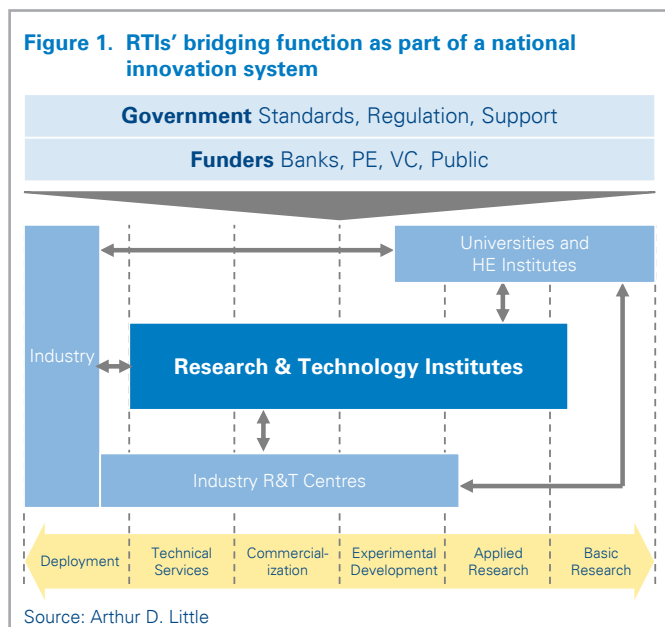 Figure 1. RTIs' bridging function as part of a national
innovation system
Government Standards, Regulation, Support
Funders Banks, PE, VC, Public
Universities and
HE Institutes
Industry
Research & Technology Institutes
Industry R&T Centres
Deployment
Technical
Services
Commercial-
ization
Experimental
Development
Applied
Research
Basic
Research
Source: Arthur D. Little